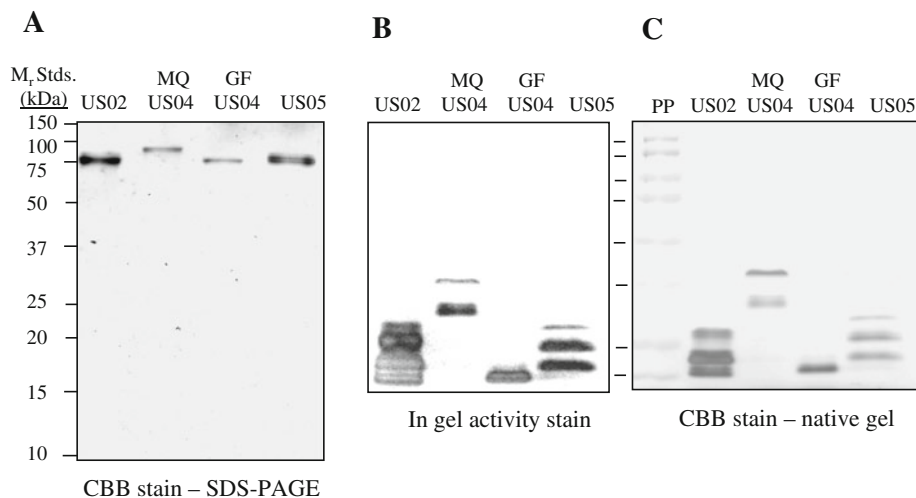 A
B
C
Mr Stds.
(kDa)
MQ
GF
US02
US04
US04
US05
150
100
75
50
37
25
20
15
10
CBB stain – SDS-PAGE
MQ
GF
US02
US04
US04
US05
In gel activity stain
MQ
GF
PP
US02
US04
US04
US05
CBB stain – native gel